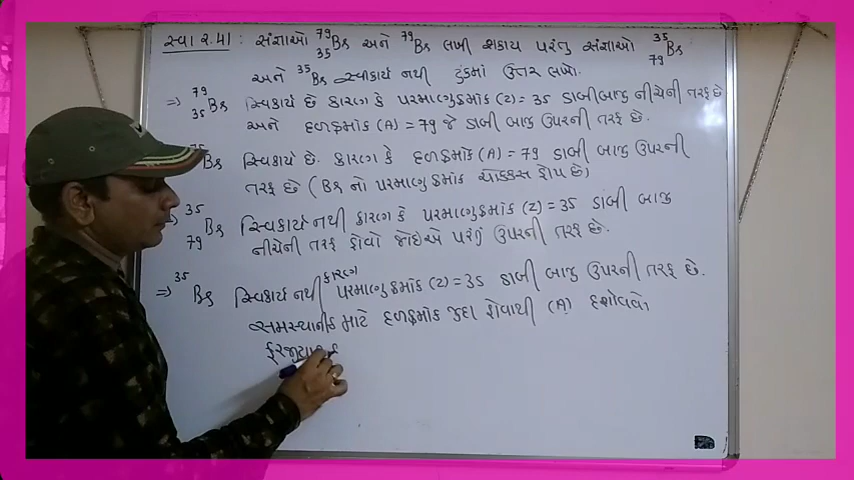 સ્વા ૨.41 : સંજ્ઞાઓ ⁷⁹₃₅Br અને ⁷⁹Br લખી શકાય પરંતુ સંજ્ઞાઓ ³⁵₇₉Br
અને ³⁵Br સ્વીકાર્ય નથી ટુંકમાં ઉત્તર લખો.
⇒ ⁷⁹₃₅Br સ્વિકાર્ય છે કારણ કે પરમાણુક્રમાંક (Z) = 35 ડાબીબાજુ નીચેની તરફ છે
અને દળક્રમાંક (A) = 79 જે ડાબી બાજુ ઉપરની તરફ છે.
Br સ્વિકાર્ય છે. કારણ કે દળક્રમાંક (A) = 79 ડાબી બાજુ ઉપરની
તરફ છે ( Br નો પરમાણુ ક્રમાંક ચોક્કસ હોય છે)
⇒ ³⁵₇₉Br સ્વિકાર્ય નથી કારણ કે પરમાણુક્રમાંક (Z) = 35 ડાબી બાજુ
નીચેની તરફ હોવો જોઇએ પરંતુ ઉપરની તરફ છે.
⇒ ³⁵Br સ્વિકાર્ય નથી કારણ પરમાણુક્રમાંક (Z) = 35 ડાબી બાજુ ઉપરની તરફ છે.
સમસ્થાનિક માટે દળક્રમાંક જુદા હોવાથી (A) દર્શાવવો